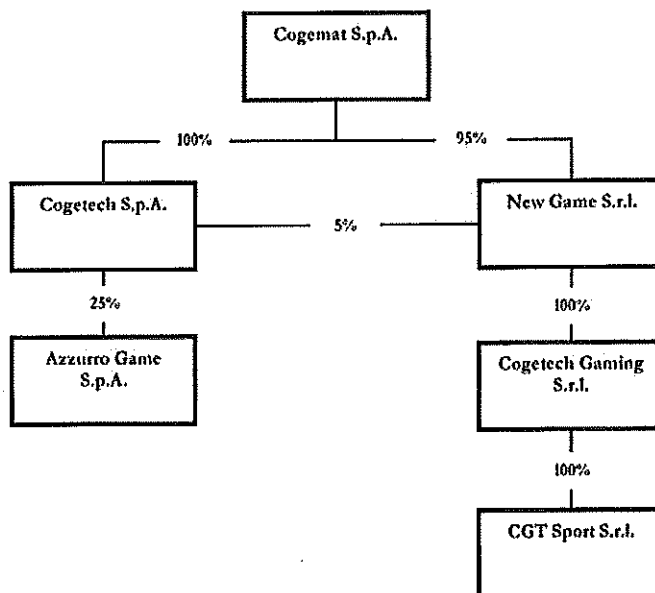 Cogemat S.p.A.
100%
95%
Cogetech S.p.A.
5%
New Game S.r.l.
25%
100%
Azzurro Game
S.p.A.
Cogetech Gaming
S.r.l.
100%
CGT Sport S.r.l.